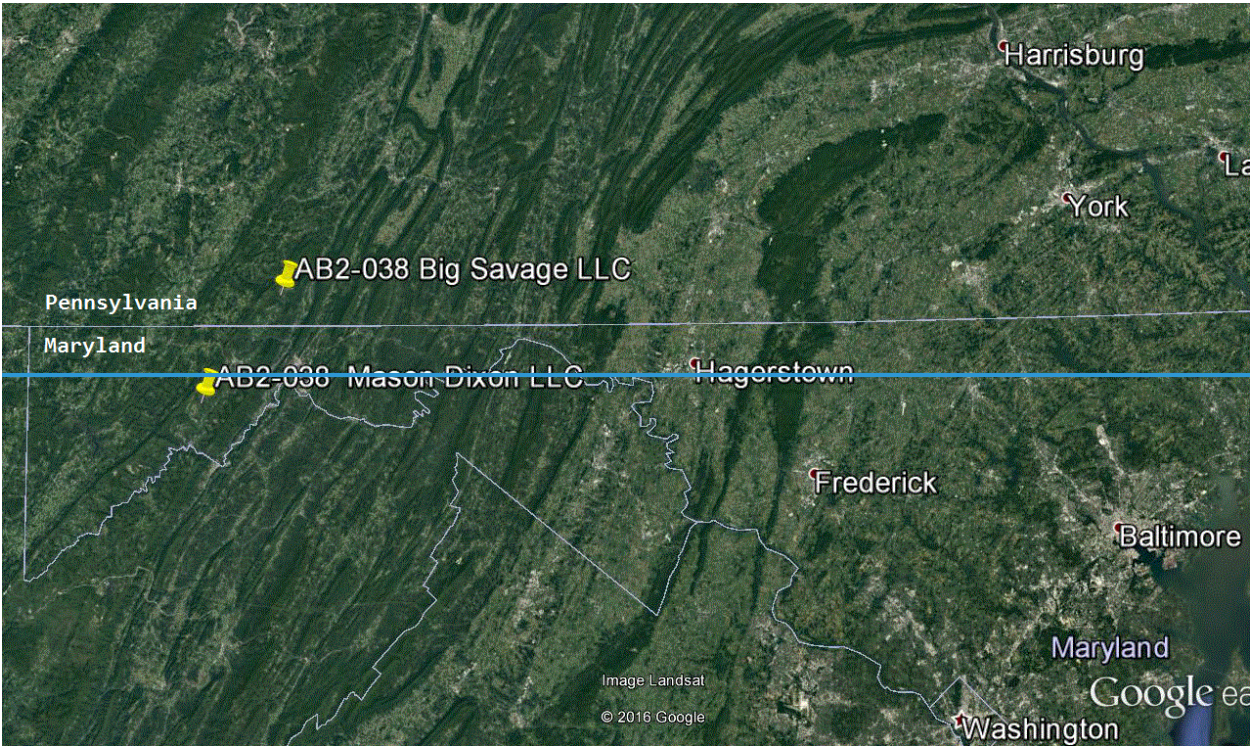 Harrisburg
La
York
AB2-038 Big Savage LLC
Pennsylvania
Maryland
AB2-038 Mason Dixon LLC
Hagerstown
Frederick
Baltimore
Maryland
Image Landsat
Google ea
© 2016 Google
Washington